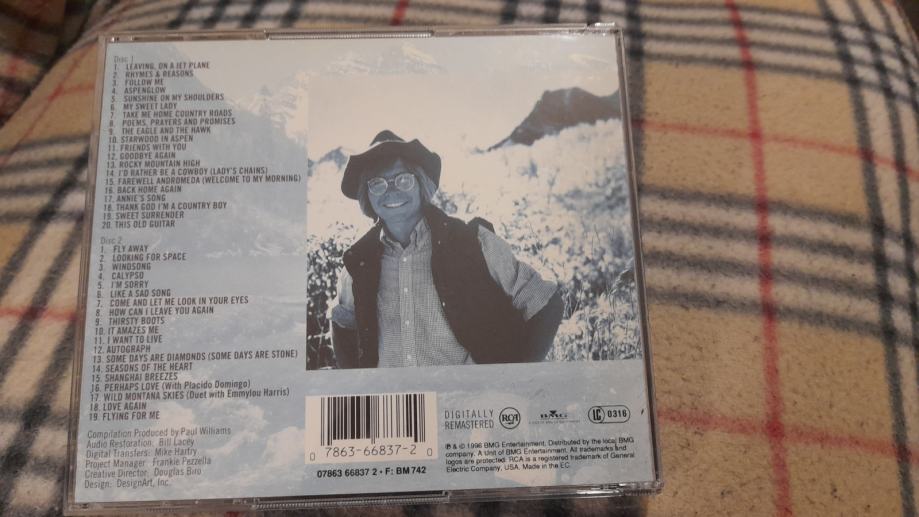 Disc 1
1. LEAVING, ON A JET PLANE
2. RHYMES & REASONS
3. FOLLOW ME
4. ASPENGLOW
5. SUNSHINE ON MY SHOULDERS
6. MY SWEET LADY
7. TAKE ME HOME COUNTRY ROADS
8. POEMS, PRAYERS AND PROMISES
9. THE EAGLE AND THE HAWK
10. STARWOOD IN ASPEN
11. FRIENDS WITH YOU
12. GOODBYE AGAIN
13. ROCKY MOUNTAIN HIGH
14. I'D RATHER BE A COWBOY (LADY'S CHAINS)
15. FAREWELL ANDROMEDA (WELCOME TO MY MORNING)
16. BACK HOME AGAIN
17. ANNIE'S SONG
18. THANK GOD I'M A COUNTRY BOY
19. SWEET SURRENDER
20. THIS OLD GUITAR
Disc 2
1. FLY AWAY
2. LOOKING FOR SPACE
3. WINDSONG
4. CALYPSO
5. I'M SORRY
6. LIKE A SAD SONG
7. COME AND LET ME LOOK IN YOUR EYES
8. HOW CAN I LEAVE YOU AGAIN
9. THIRSTY BOOTS
10. IT AMAZES ME
11. I WANT TO LIVE
12. AUTOGRAPH
13. SOME DAYS ARE DIAMONDS (SOME DAYS ARE STONE)
14. SEASONS OF THE HEART
15. SHANGHAI BREEZES
16. PERHAPS LOVE (With Placido Domingo)
17. WILD MONTANA SKIES (Duet with Emmylou Harris)
18. LOVE AGAIN
19. FLYING FOR ME
Compilation Produced by Paul Williams
Audio Restoration: Bill Lacey
Digital Transfers: Mike Hartry
Project Manager: Frankie Pezzella
Creative Director: Douglas Biro
Design: DesignArt, Inc.
0 7863-66837-2 0
07863 66837 2 • F: BM 742
DIGITALLY
REMASTERED
RCA
BMG
LC 0316
℗ & © 1996 BMG Entertainment, Distributed by the local BMG
company. A Unit of BMG Entertainment. All trademarks and
logos are protected. RCA is a registered trademark of General
Electric Company, USA. Made in the EC.